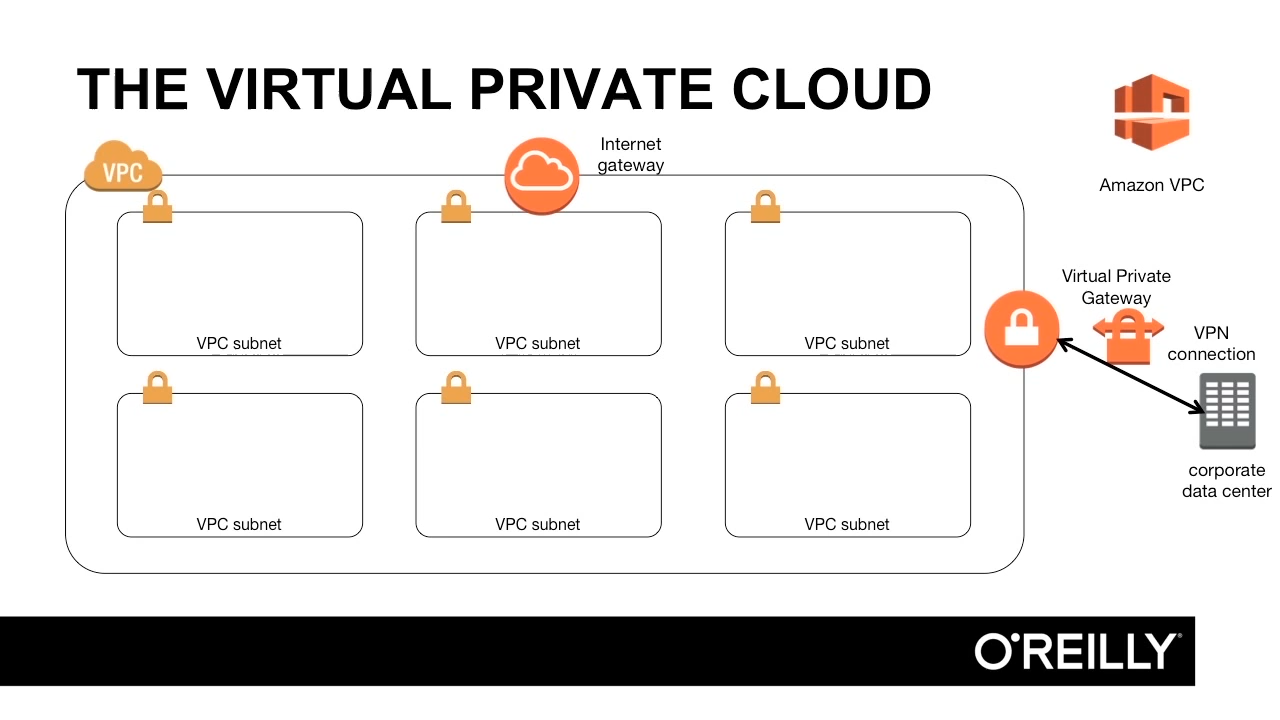 THE VIRTUAL PRIVATE CLOUD
Internet
gateway
VPC
Amazon VPC
VPC subnet
VPC subnet
VPC subnet
Virtual Private
Gateway
VPN
connection
corporate
data center
VPC subnet
VPC subnet
VPC subnet
O'REILLY®